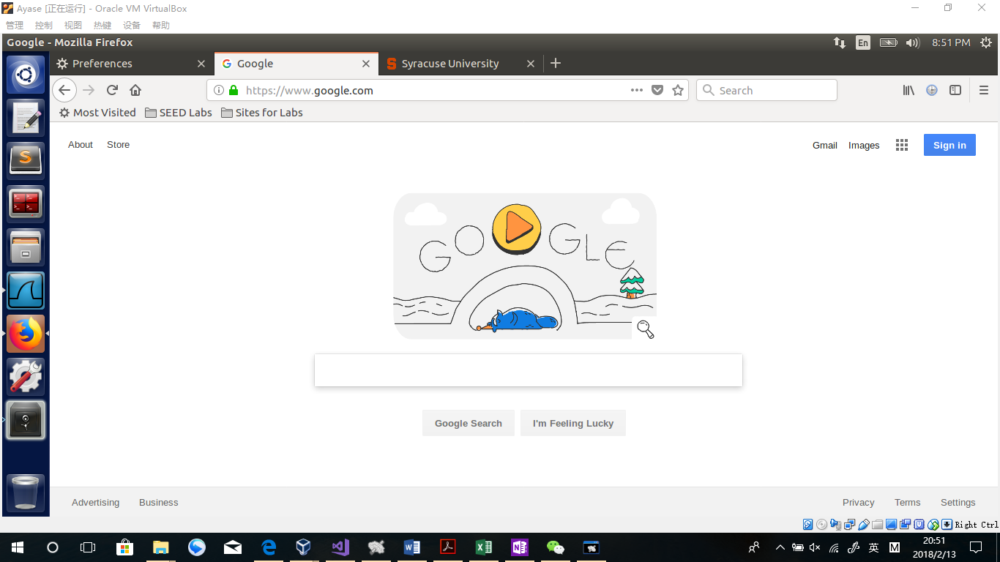 Ayase [正在运行] - Oracle VM VirtualBox
管理 控制 视图 热键 设备 帮助
Google - Mozilla Firefox En 8:51 PM
Preferences Google Syracuse University
https://www.google.com Search
Most Visited SEED Labs Sites for Labs
About Store Gmail Images Sign in
GO GLE
Google Search I'm Feeling Lucky
Advertising Business Privacy Terms Settings
Right Ctrl
英 M 20:51
2018/2/13